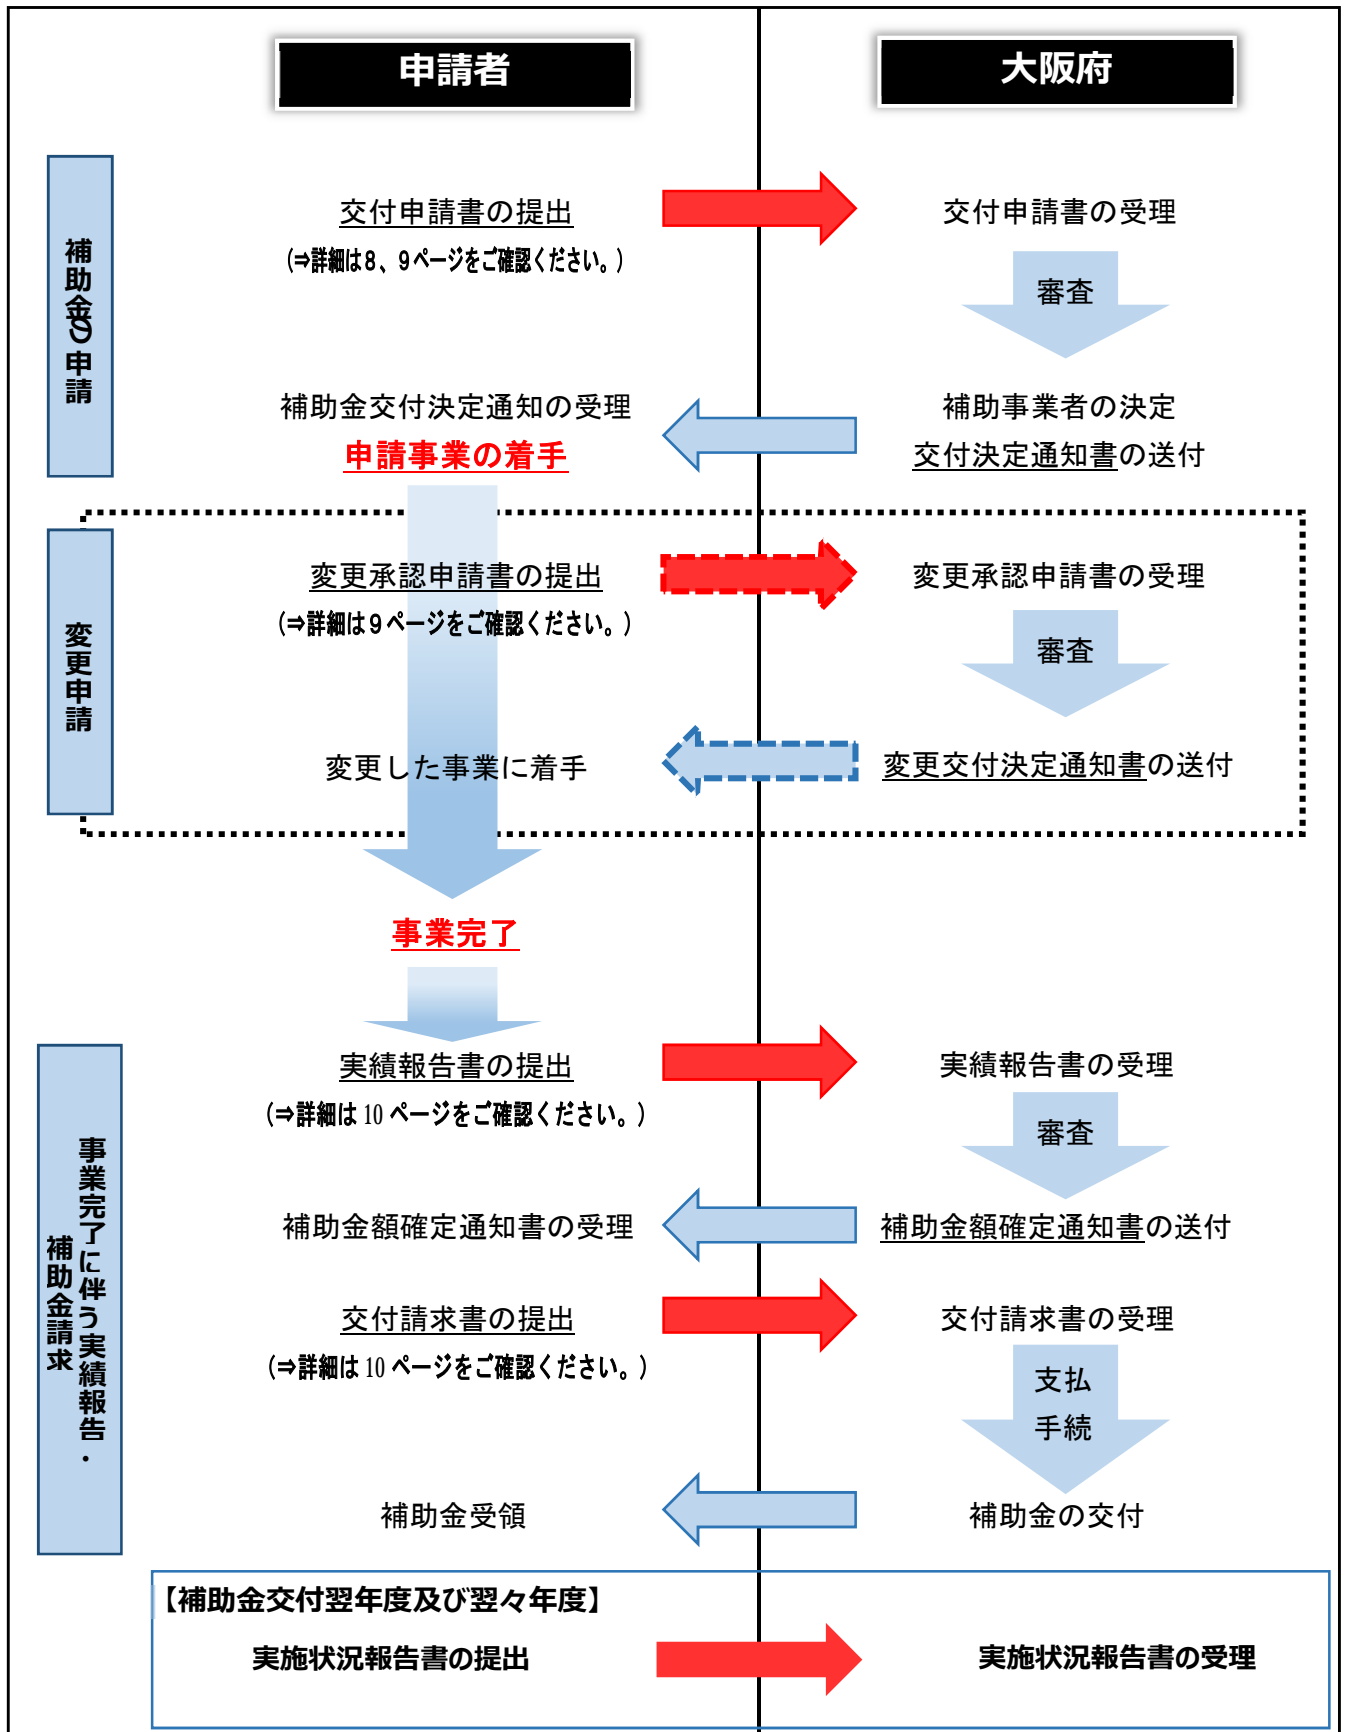 申請者
大阪府
補助金の申請
交付申請書の提出
(⇒詳細は8、9ページをご確認ください。)
交付申請書の受理
審査
補助金交付決定通知の受理
申請事業の着手
補助事業者の決定
交付決定通知書の送付
変更申請
変更承認申請書の提出
(⇒詳細は9ページをご確認ください。)
変更承認申請書の受理
審査
変更した事業に着手
変更交付決定通知書の送付
事業完了
事業完了に伴う実績報告・
補助金請求
実績報告書の提出
(⇒詳細は 10 ページをご確認ください。)
実績報告書の受理
審査
補助金額確定通知書の受理
補助金額確定通知書の送付
交付請求書の提出
(⇒詳細は 10 ページをご確認ください。)
交付請求書の受理
支払
手続
補助金受領
補助金の交付
【補助金交付翌年度及び翌々年度】
実施状況報告書の提出
実施状況報告書の受理